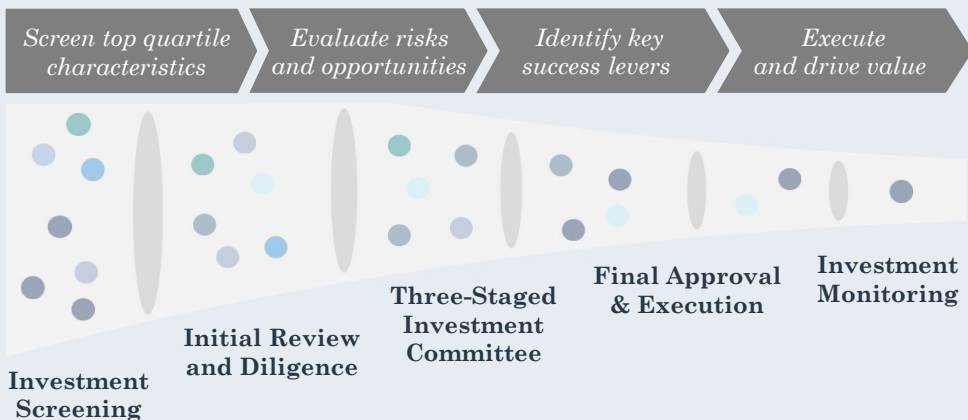 Screen top quartile
characteristics
Evaluate risks
and opportunities
Identify key
success levers
Execute
and drive value
Investment
Screening
Initial Review
and Diligence
Three-Staged
Investment
Committee
Final Approval
& Execution
Investment
Monitoring